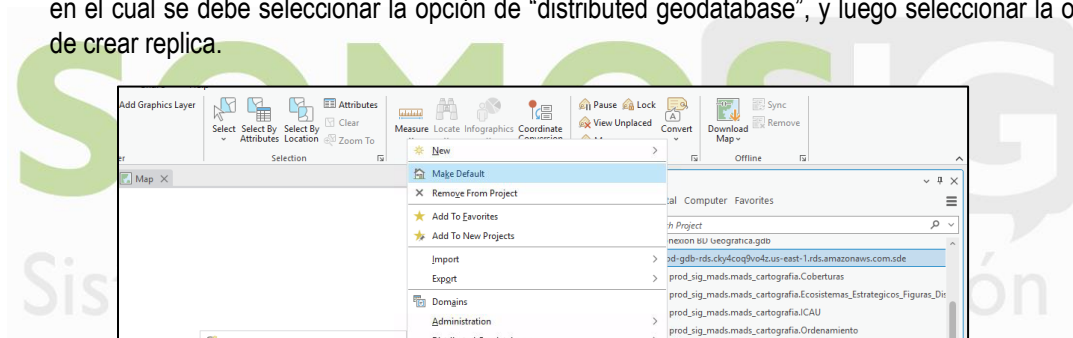 en el cual se debe seleccionar la opción de “distributed geodatabase”, y luego seleccionar la o
de crear replica.
SOMOSIG
Add Graphics Layer
Select
Select By Attributes
Select By Location
Attributes
Clear
Zoom To
Measure
Locate
Infographics
Coordinate Conversion
Pause
Lock
View Unplaced
Convert
Download Map
Sync
Remove
Selection
Offline
Map
New
Make Default
Remove From Project
Add To Favorites
Add To New Projects
Import
Export
Domains
Administration
al Computer Favorites
h Project
nexion BD Geografica.gdb
od-gdb-rds.cky4coq9vo4z.us-east-1.rds.amazonaws.com.sde
prod_sig_mads.mads_cartografia.Coberturas
prod_sig_mads.mads_cartografia.Ecosistemas_Estrategicos_Figuras_Dis
prod_sig_mads.mads_cartografia.ICAU
prod_sig_mads.mads_cartografia.Ordenamiento
Sis
ón